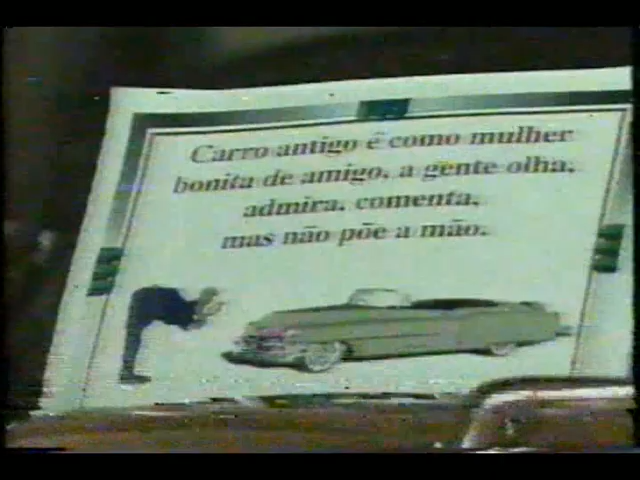 Carro antigo é como mulher
bonita de amigo, a gente olha,
admira, comenta,
mas não põe a mão.